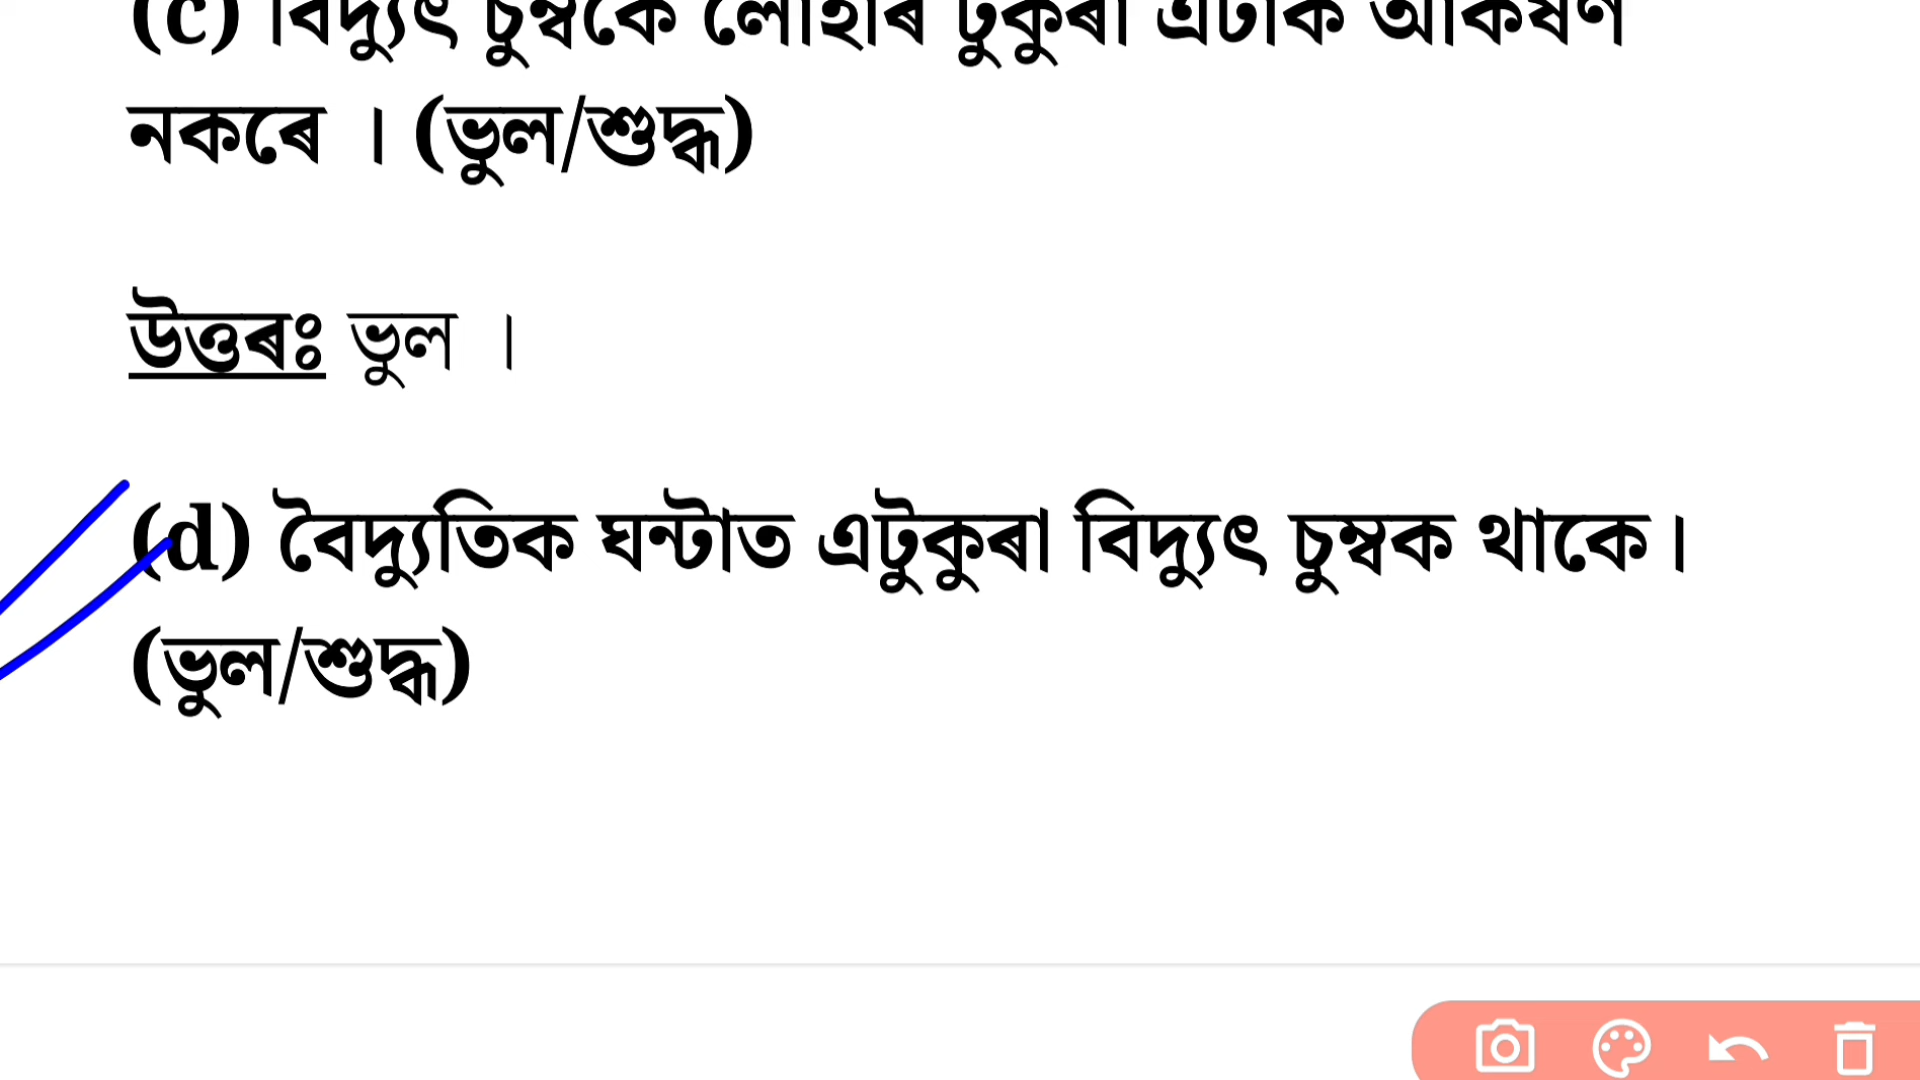 (c) বিদ্যুৎ চুম্বকে লোহাৰ টুকুৰা এটাক আকৰ্ষণ
নকৰে । (ভুল/শুদ্ধ)
উত্তৰঃ ভুল ।
(d) বৈদ্যুতিক ঘন্টাত এটুকুৰা বিদ্যুৎ চুম্বক থাকে।
(ভুল/শুদ্ধ)